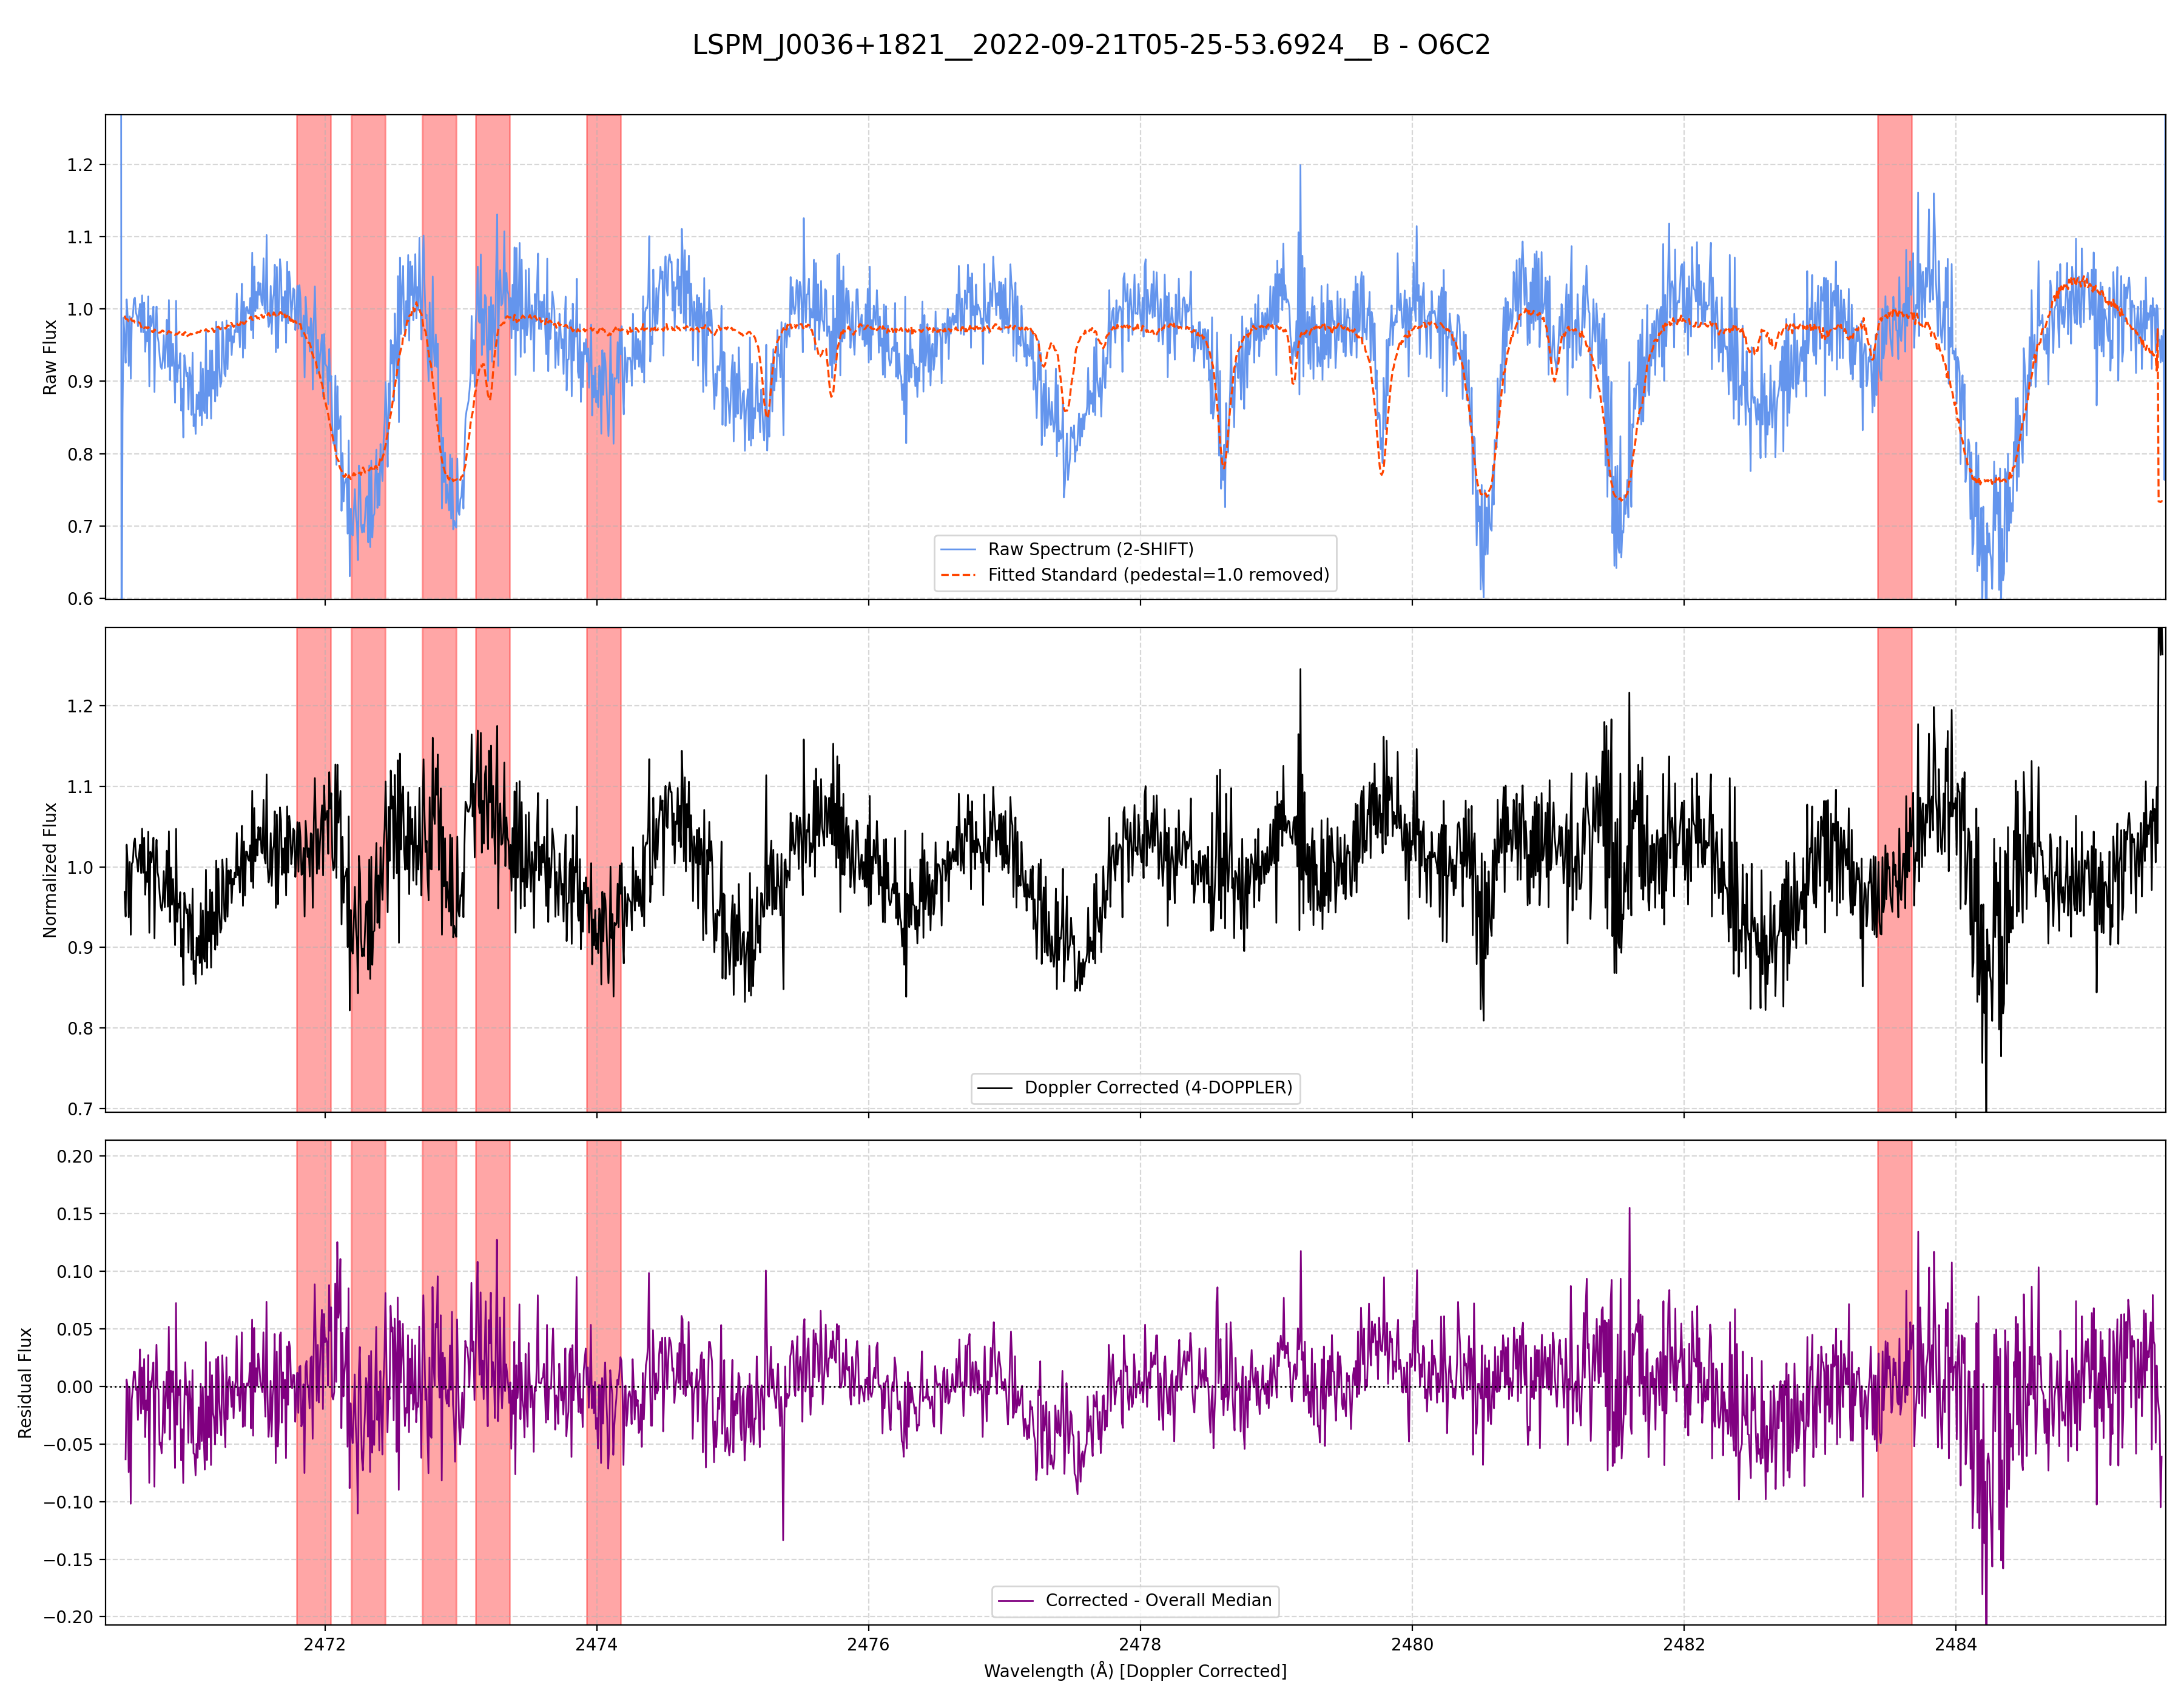 LSPM_J0036+1821__2022-09-21T05-25-53.6924__B - O6C2
1.2
1.1
1.0
0.9
0.8
0.7
0.6
Raw Flux
Raw Spectrum (2-SHIFT)
Fitted Standard (pedestal=1.0 removed)
1.2
1.1
1.0
0.9
0.8
0.7
Normalized Flux
Doppler Corrected (4-DOPPLER)
0.20
0.15
0.10
0.05
0.00
−0.05
−0.10
−0.15
−0.20
Residual Flux
Corrected - Overall Median
2472 2474 2476 2478 2480 2482 2484
Wavelength (Å) [Doppler Corrected]